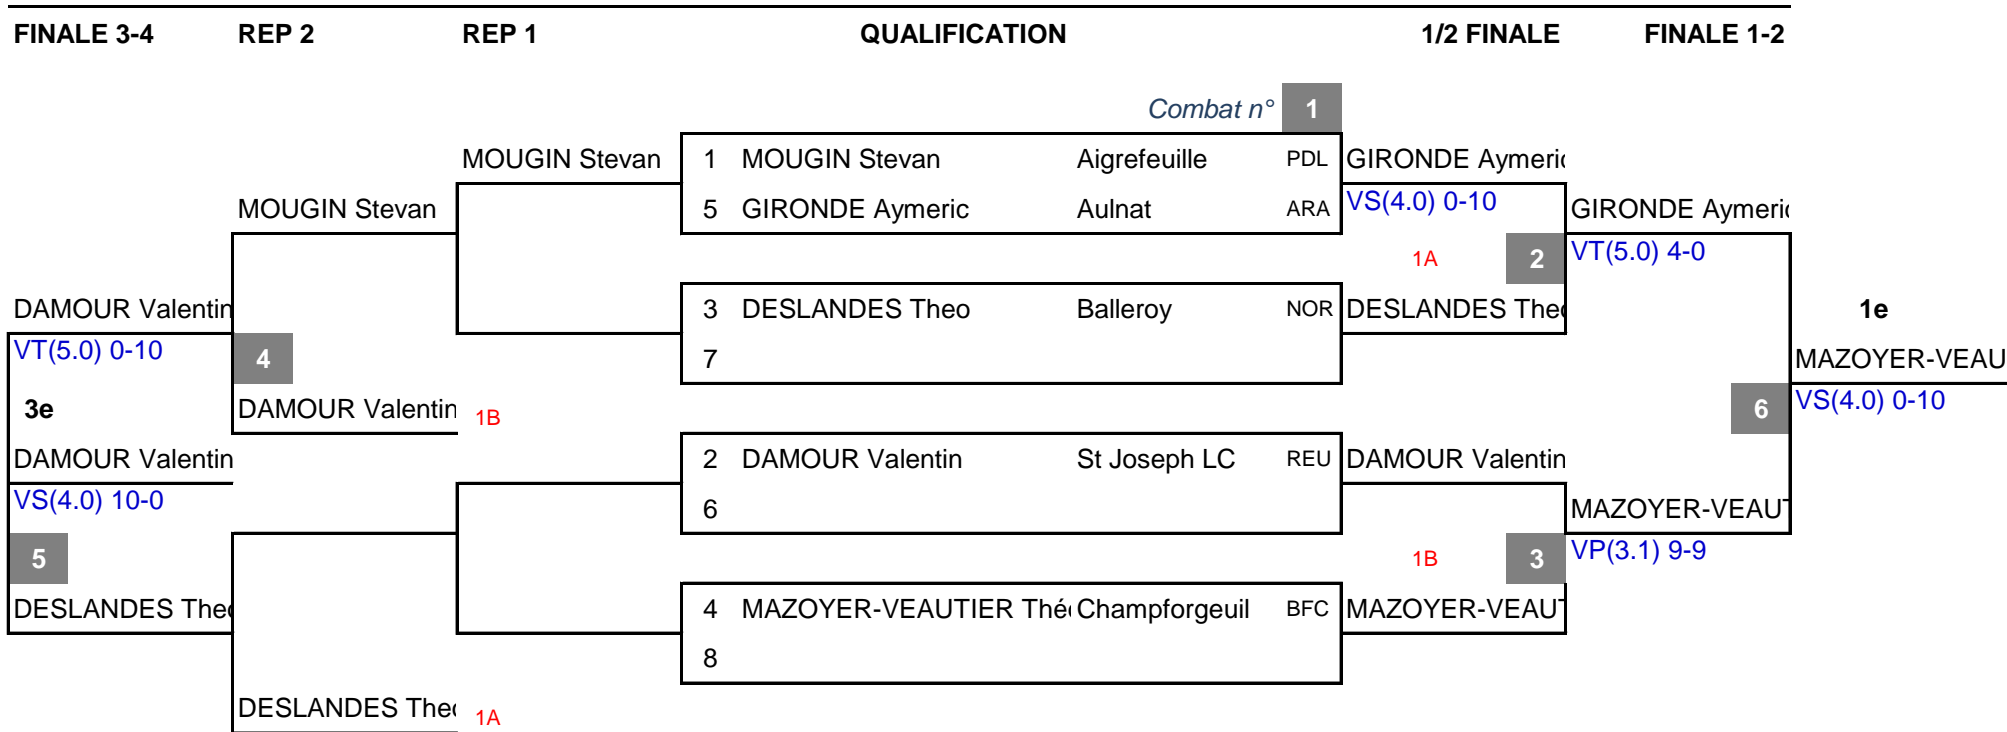 FINALE 3-4 REP 2 REP 1 QUALIFICATION 1/2 FINALE FINALE 1-2
Combat n° 1
MOUGIN Stevan 1 MOUGIN Stevan Aigrefeuille PDL GIRONDE Aymeric
MOUGIN Stevan 5 GIRONDE Aymeric Aulnat ARA VS(4.0) 0-10 GIRONDE Aymeric
1A 2 VT(5.0) 4-0
DAMOUR Valentin 3 DESLANDES Theo Balleroy NOR DESLANDES Theo 1e
VT(5.0) 0-10 4 7 MAZOYER-VEAU
3e DAMOUR Valentin 1B 6 VS(4.0) 0-10
DAMOUR Valentin 2 DAMOUR Valentin St Joseph LC REU DAMOUR Valentin
VS(4.0) 10-0 6 MAZOYER-VEAUT
5 1B 3 VP(3.1) 9-9
DESLANDES Theo 4 MAZOYER-VEAUTIER Thé Champforgeuil BFC MAZOYER-VEAUT
8
DESLANDES Theo 1A